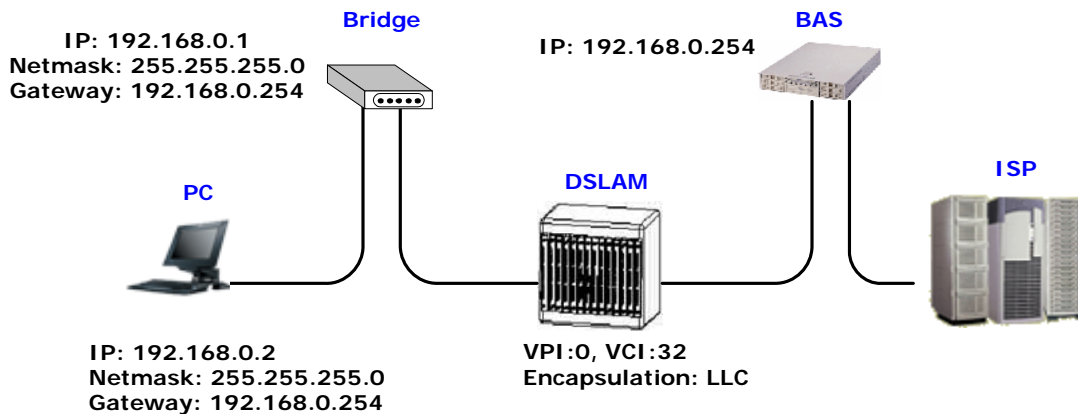 Bridge
IP: 192.168.0.1
Netmask: 255.255.255.0
Gateway: 192.168.0.254
BAS
IP: 192.168.0.254
PC
DSLAM
ISP
IP: 192.168.0.2
Netmask: 255.255.255.0
Gateway: 192.168.0.254
VPI:0, VCI:32
Encapsulation: LLC